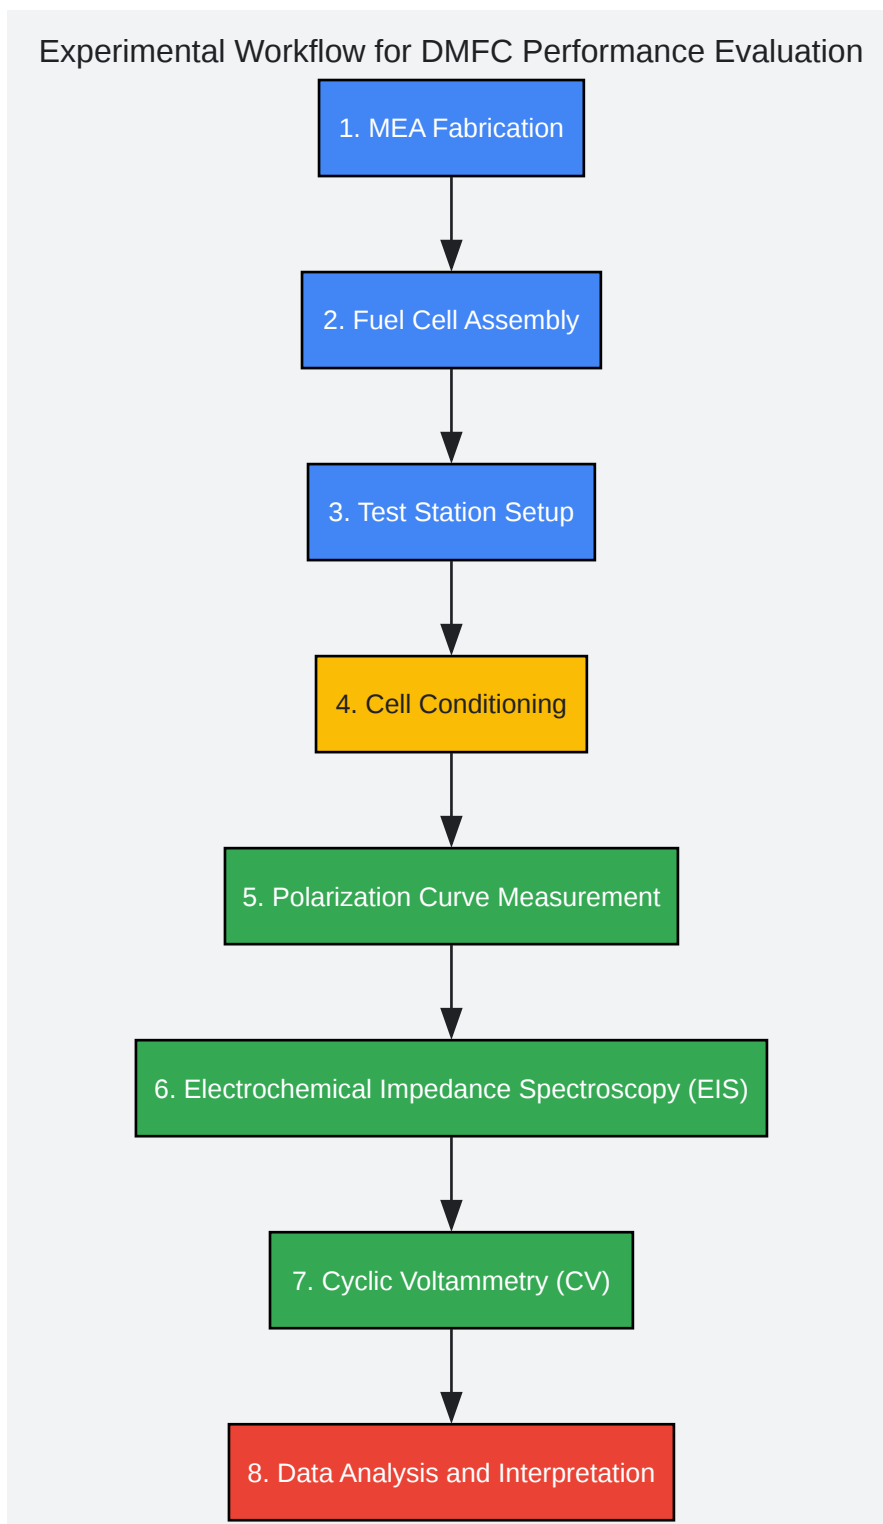 Experimental Workflow for DMFC Performance Evaluation
1. MEA Fabrication
2. Fuel Cell Assembly
3. Test Station Setup
4. Cell Conditioning
5. Polarization Curve Measurement
6. Electrochemical Impedance Spectroscopy (EIS)
7. Cyclic Voltammetry (CV)
8. Data Analysis and Interpretation